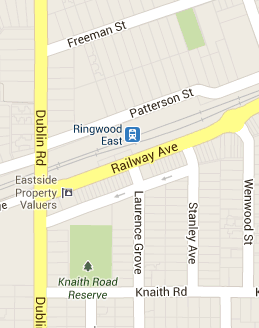 Freeman St
Patterson St
Dublin Rd
Ringwood
East
Railway Ave
Eastside
Property
Valuers
ge
Laurence Grove
Stanley Ave
Wenwood St
Knaith Road
Reserve
Knaith Rd
Dubli